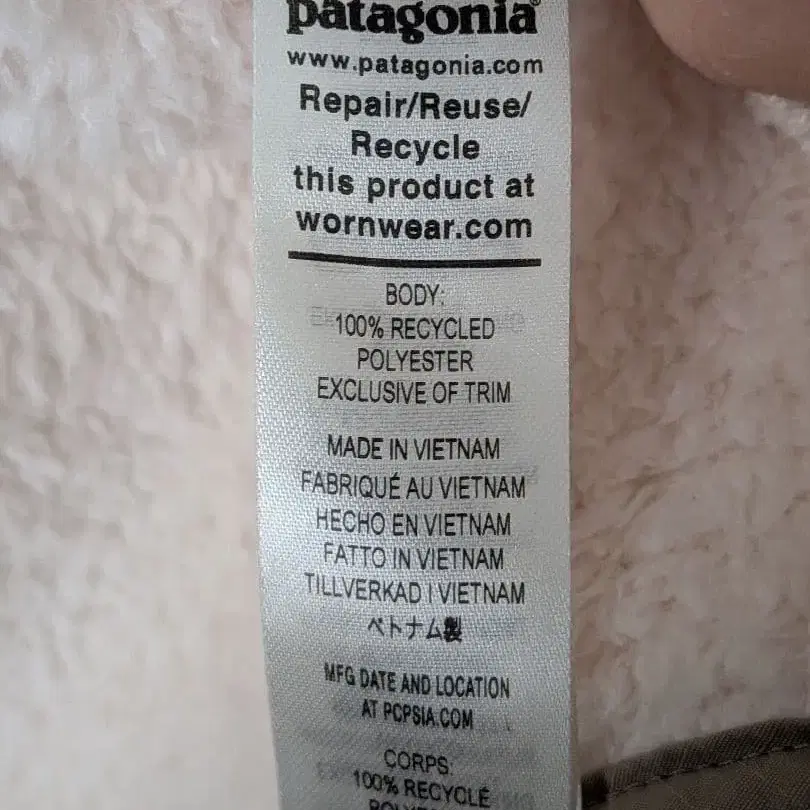 patagonia®
www.patagonia.com
Repair/Reuse/
Recycle
this product at
wornwear.com
BODY:
100% RECYCLED
POLYESTER
EXCLUSIVE OF TRIM
MADE IN VIETNAM
FABRIQUÉ AU VIETNAM
HECHO EN VIETNAM
FATTO IN VIETNAM
TILLVERKAD I VIETNAM
ベトナム製
MFG DATE AND LOCATION
AT PCPSIA.COM
CORPS:
100% RECYCLÉ